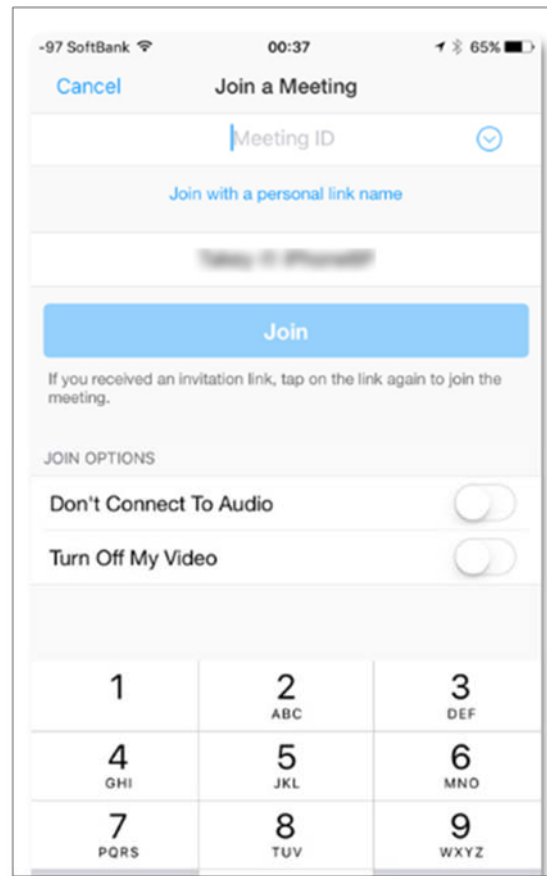 -97 SoftBank 00:37 65%
Cancel Join a Meeting
Meeting ID
Join with a personal link name
Join
If you received an invitation link, tap on the link again to join the
meeting.
JOIN OPTIONS
Don't Connect To Audio
Turn Off My Video
1 2 3
ABC DEF
4 5 6
GHI JKL MNO
7 8 9
PQRS TUV WXYZ